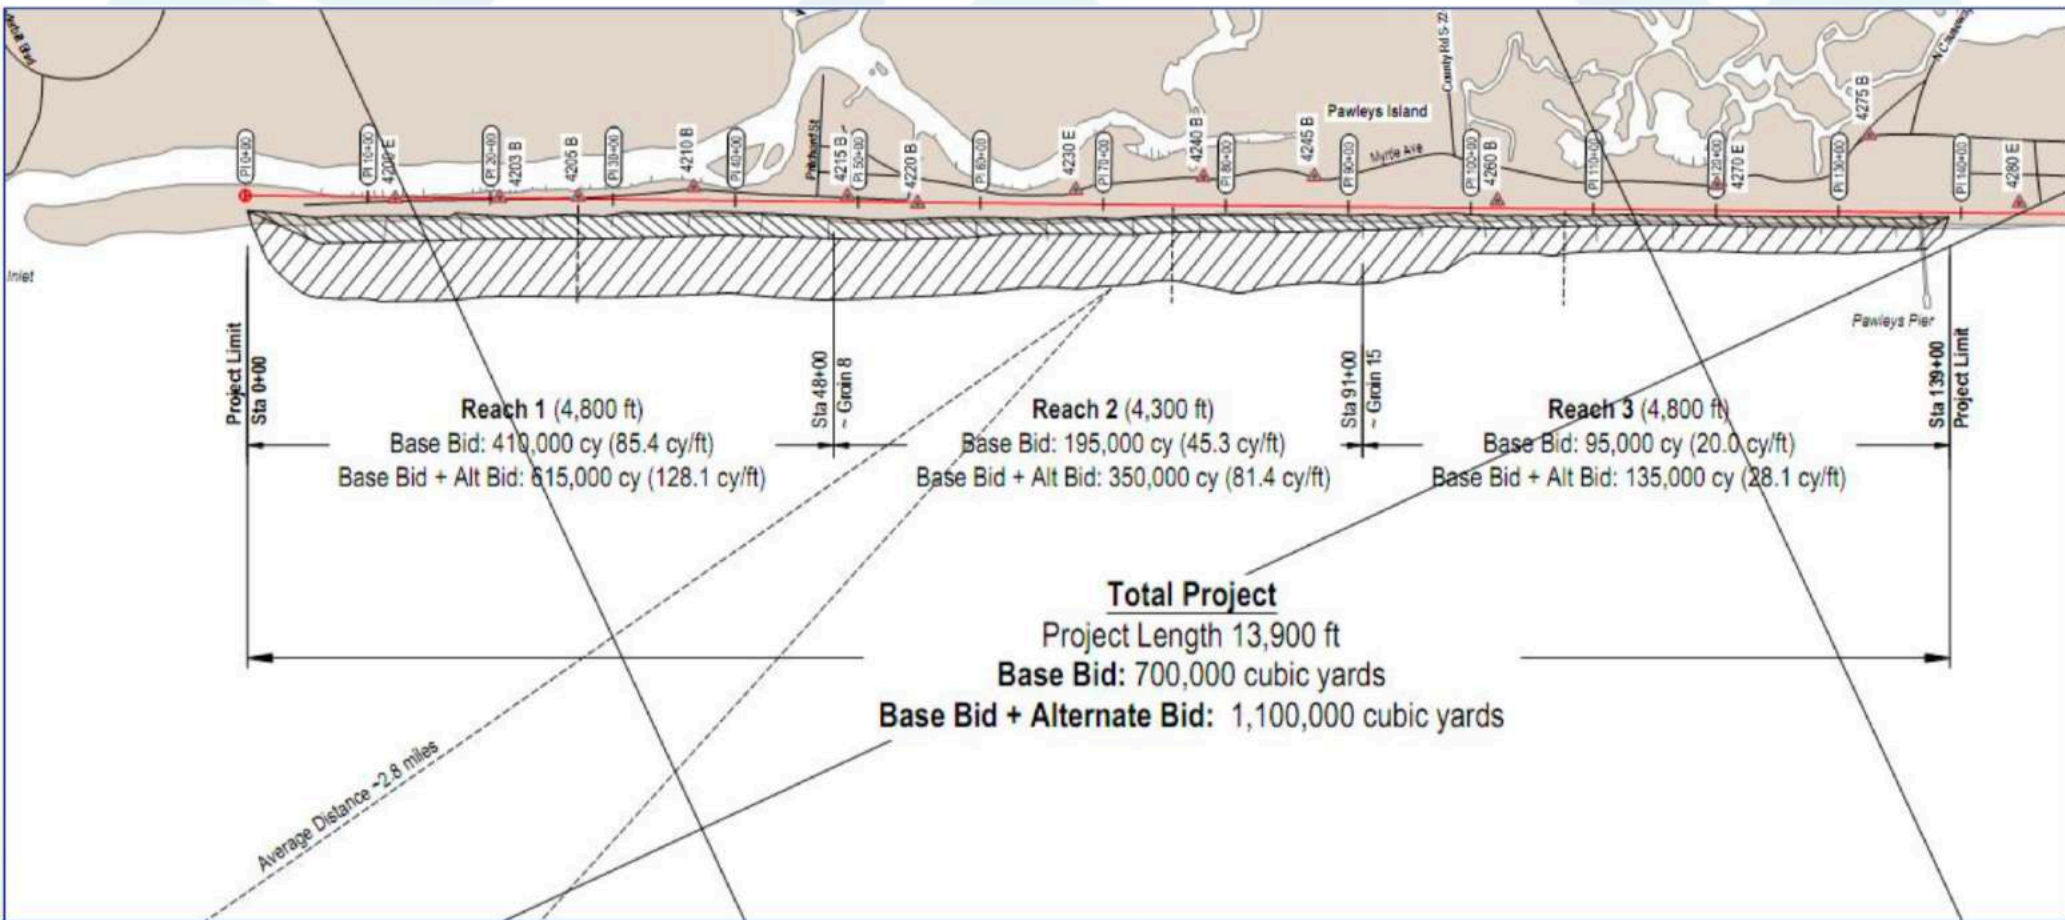 Pawleys Island
County Rd S-22
N Causeway
Myrtle Ave
Pritchard St
PI 0+00
PI 10+00
PI 20+00
PI 30+00
PI 40+00
PI 50+00
PI 60+00
PI 70+00
PI 80+00
PI 90+00
PI 100+00
PI 110+00
PI 120+00
PI 130+00
PI 140+00
4200 E
4203 B
4205 B
4210 B
4215 B
4220 B
4230 E
4240 B
4245 B
4260 B
4270 E
4275 B
4280 E
Inlet
Pawleys Pier
Project Limit
Sta 0+00
Sta 48+00
~ Groin 8
Sta 91+00
~ Groin 15
Sta 139+00
Project Limit
Reach 1 (4,800 ft)
Base Bid: 410,000 cy (85.4 cy/ft)
Base Bid + Alt Bid: 615,000 cy (128.1 cy/ft)
Reach 2 (4,300 ft)
Base Bid: 195,000 cy (45.3 cy/ft)
Base Bid + Alt Bid: 350,000 cy (81.4 cy/ft)
Reach 3 (4,800 ft)
Base Bid: 95,000 cy (20.0 cy/ft)
Base Bid + Alt Bid: 135,000 cy (28.1 cy/ft)
Total Project
Project Length 13,900 ft
Base Bid: 700,000 cubic yards
Base Bid + Alternate Bid: 1,100,000 cubic yards
Average Distance ~2.8 miles